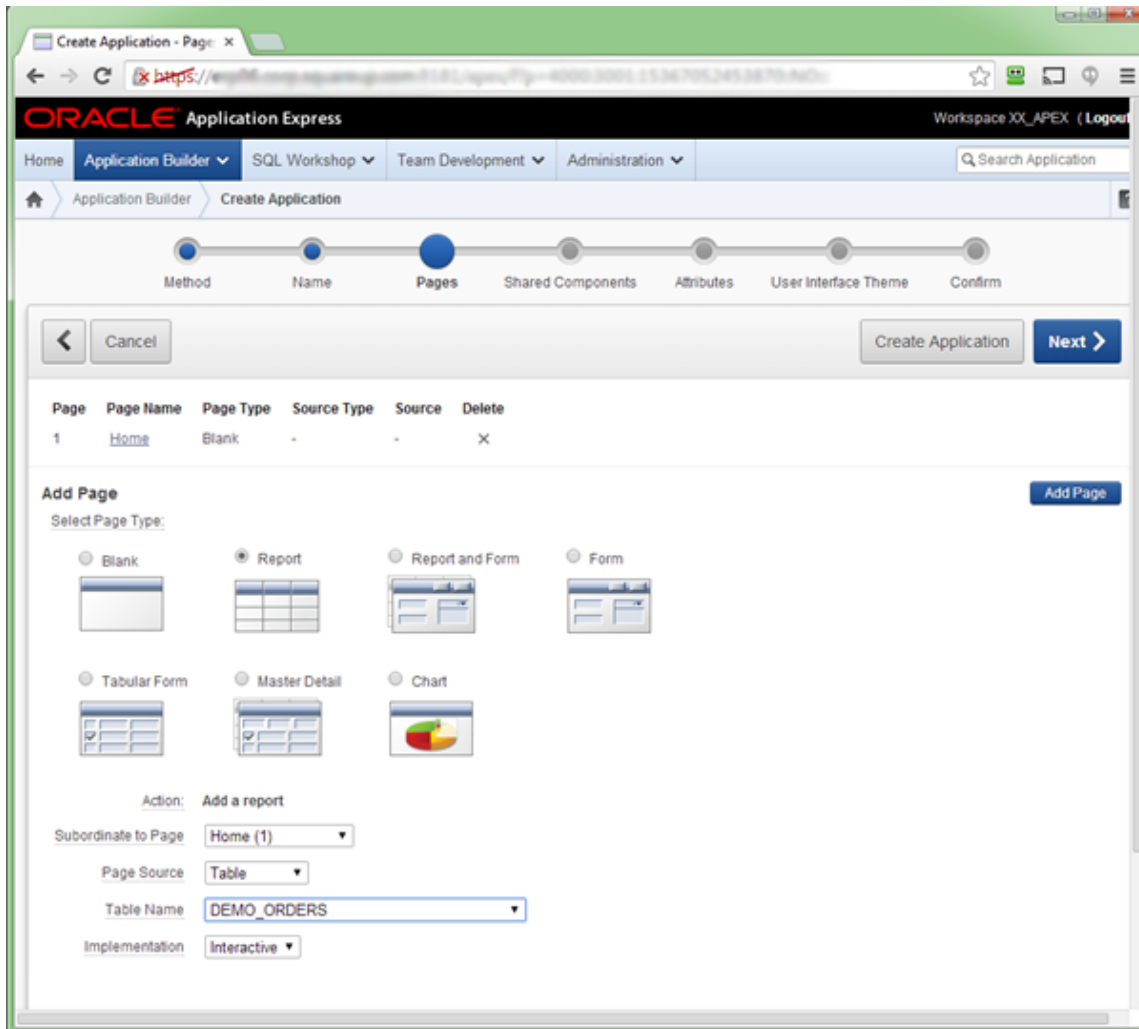 Create Application - Page
https://
ORACLE Application Express
Workspace XX_APEX ( Logout
Home Application Builder SQL Workshop Team Development Administration Search Application
Application Builder Create Application
Method Name Pages Shared Components Attributes User Interface Theme Confirm
Cancel Create Application Next
Page Page Name Page Type Source Type Source Delete
1 Home Blank - -
Add Page Add Page
Select Page Type:
Blank Report Report and Form Form
Tabular Form Master Detail Chart
Action: Add a report
Subordinate to Page Home (1)
Page Source Table
Table Name DEMO_ORDERS
Implementation Interactive